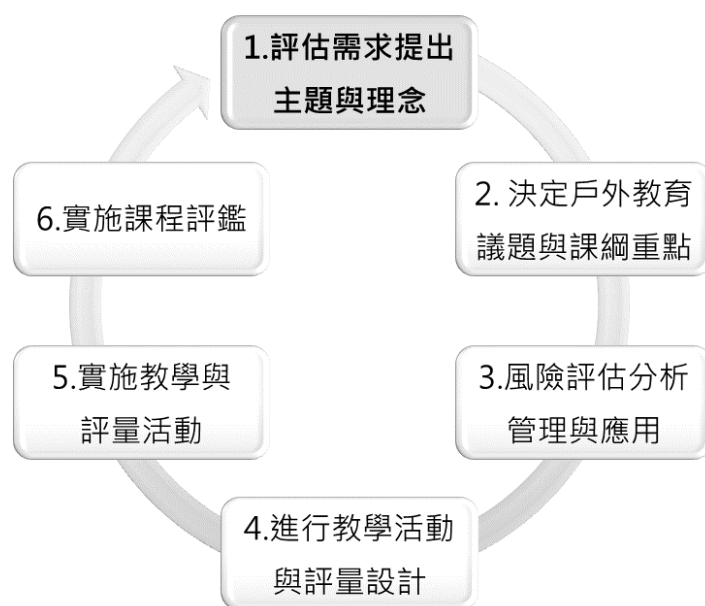 1.評估需求提出
主題與理念
2. 決定戶外教育
議題與課綱重點
3.風險評估分析
管理與應用
4.進行教學活動
與評量設計
5.實施教學與
評量活動
6.實施課程評鑑